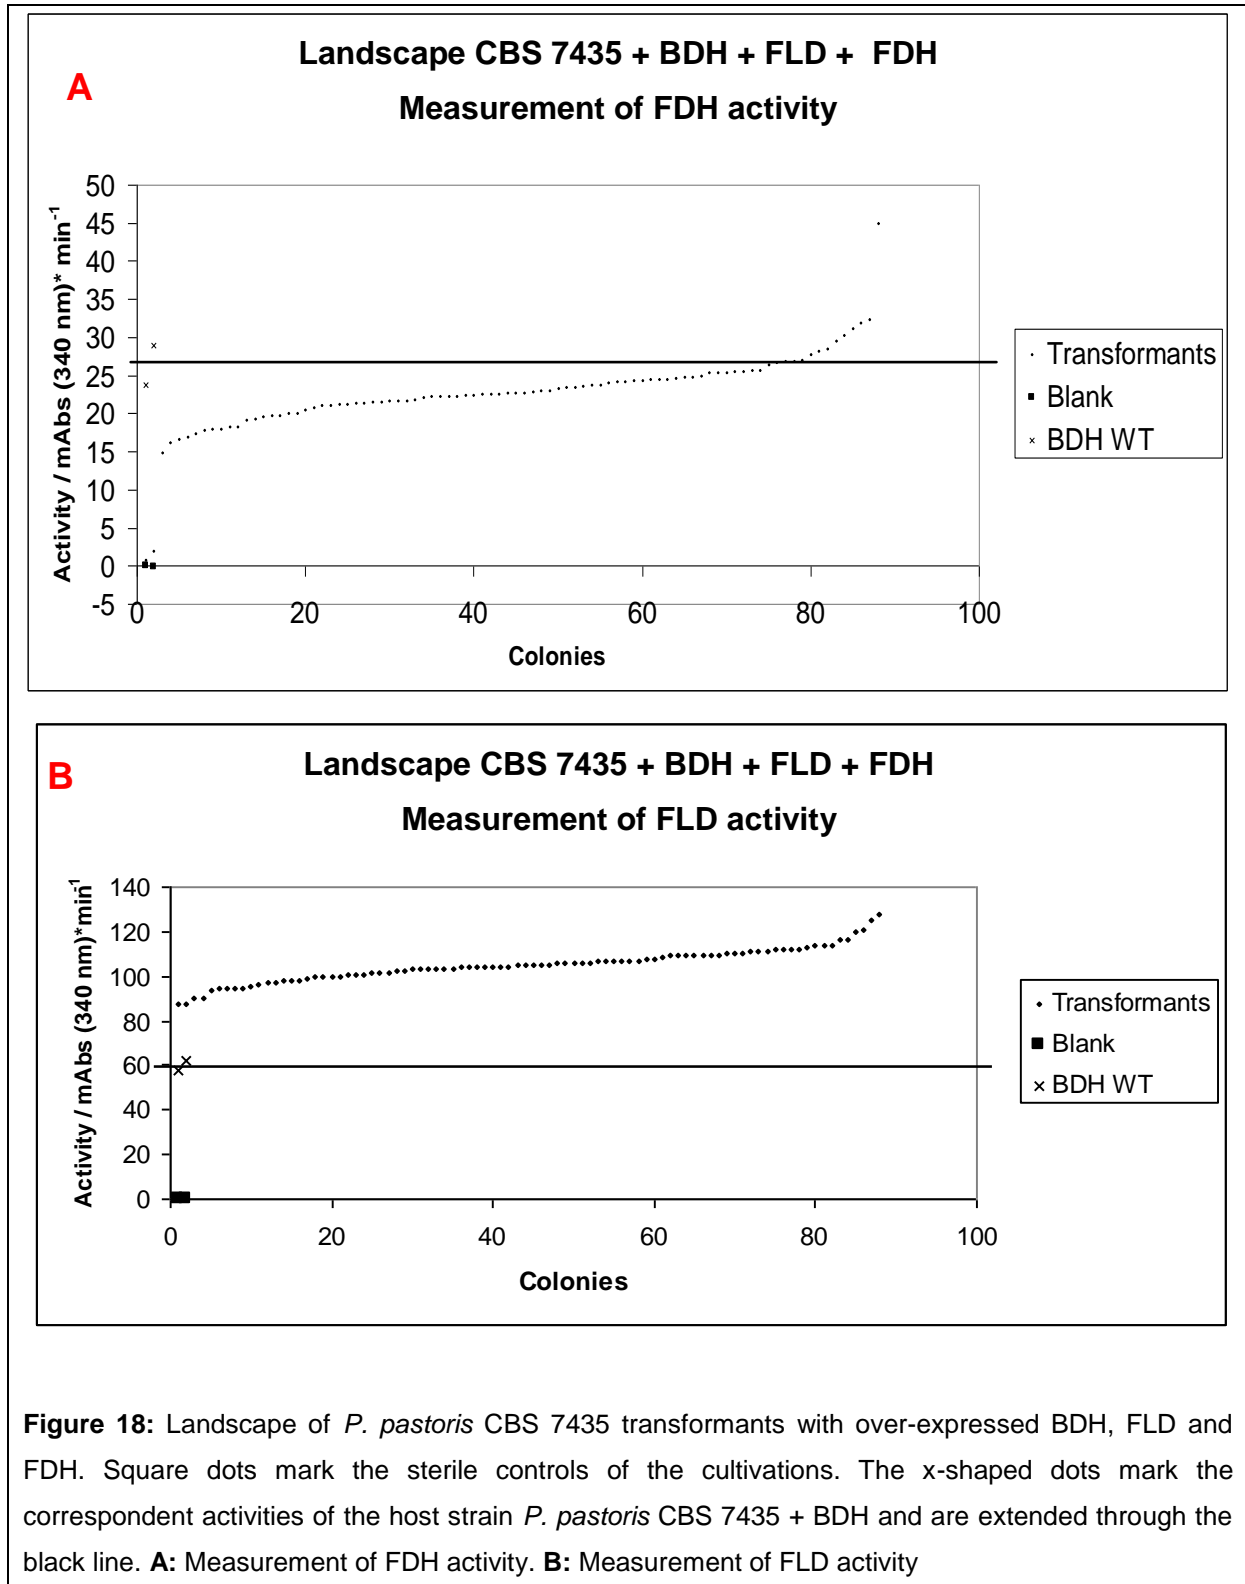 A
Landscape CBS 7435 + BDH + FLD + FDH
Measurement of FDH activity
Activity / mAbs (340 nm)* min-1
50
45
40
35
30
25
20
15
10
5
0
-5
0 20 40 60 80 100
Colonies
Transformants
Blank
BDH WT
B
Landscape CBS 7435 + BDH + FLD + FDH
Measurement of FLD activity
Activity / mAbs (340 nm)*min-1
140
120
100
80
60
40
20
0
0 20 40 60 80 100
Colonies
Transformants
Blank
BDH WT
Figure 18: Landscape of P. pastoris CBS 7435 transformants with over-expressed BDH, FLD and
FDH. Square dots mark the sterile controls of the cultivations. The x-shaped dots mark the
correspondent activities of the host strain P. pastoris CBS 7435 + BDH and are extended through the
black line. A: Measurement of FDH activity. B: Measurement of FLD activity